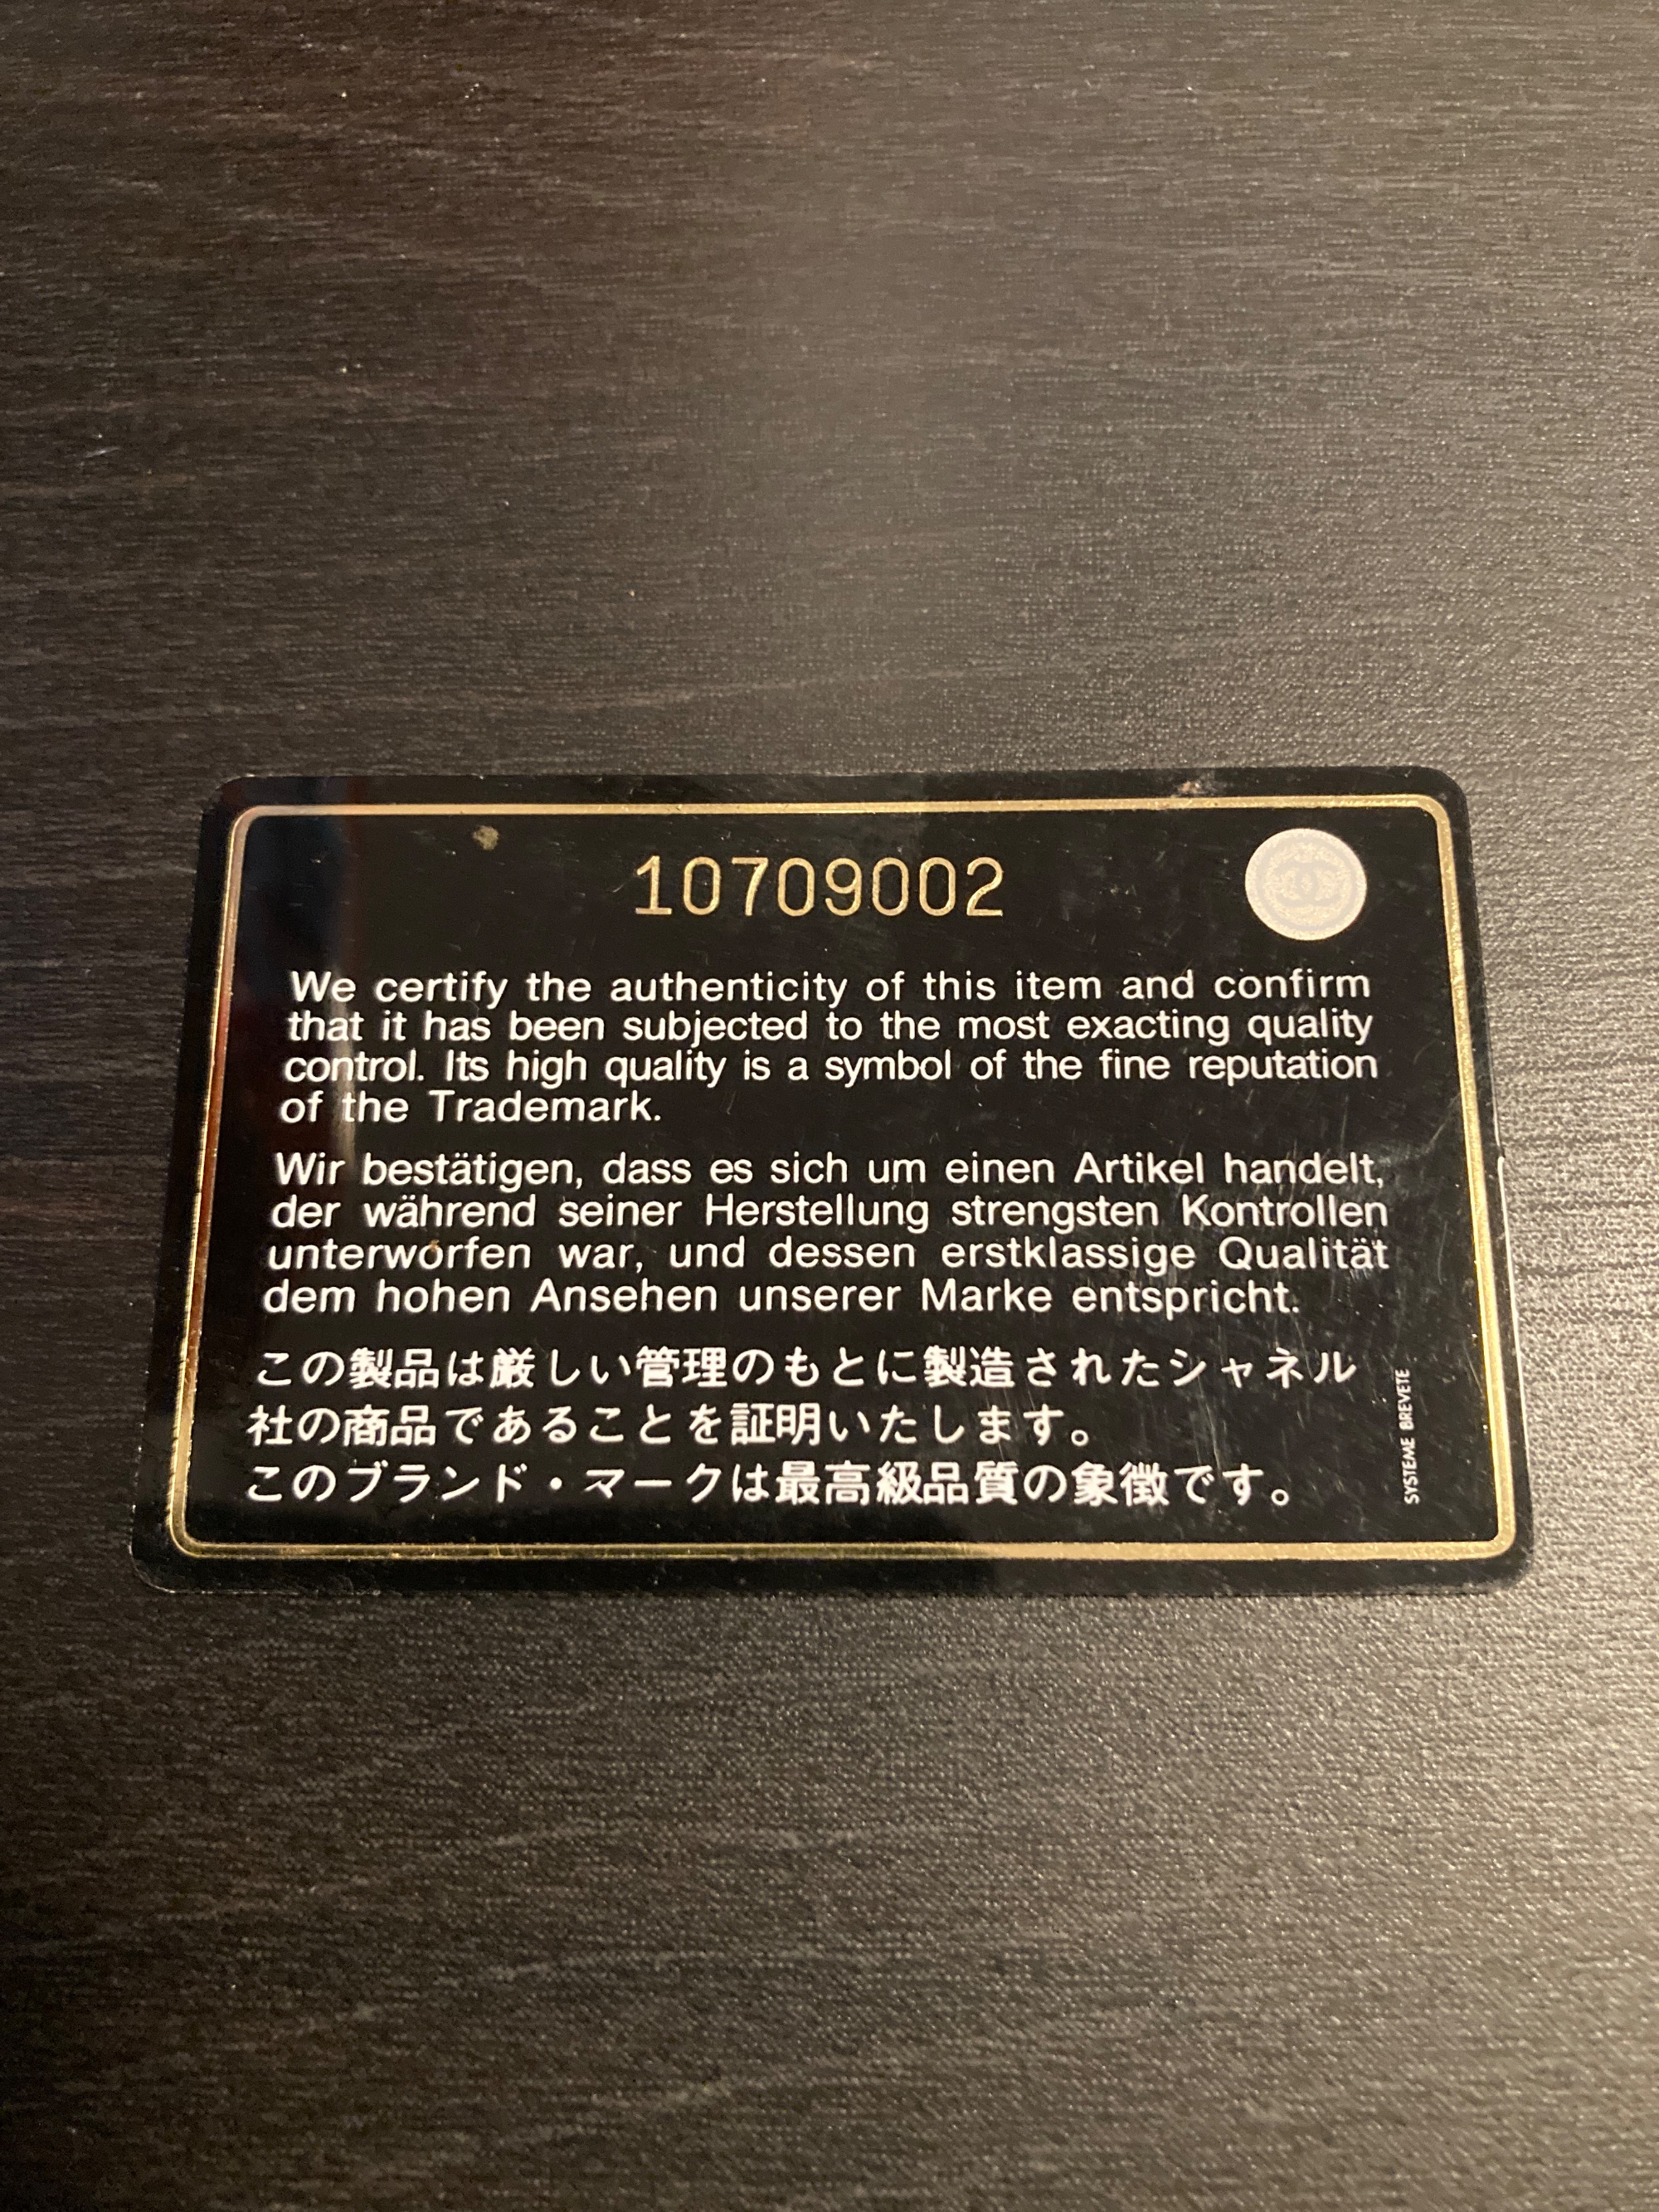 10709002
We certify the authenticity of this item and confirm
that it has been subjected to the most exacting quality
control. Its high quality is a symbol of the fine reputation
of the Trademark.
Wir bestätigen, dass es sich um einen Artikel handelt,
der während seiner Herstellung strengsten Kontrollen
unterworfen war, und dessen erstklassige Qualität
dem hohen Ansehen unserer Marke entspricht.
この製品は厳しい管理のもとに製造されたシャネル
社の商品であることを証明いたします。
このブランド・マークは最高級品質の象徴です。
SYSTEME BREVETE